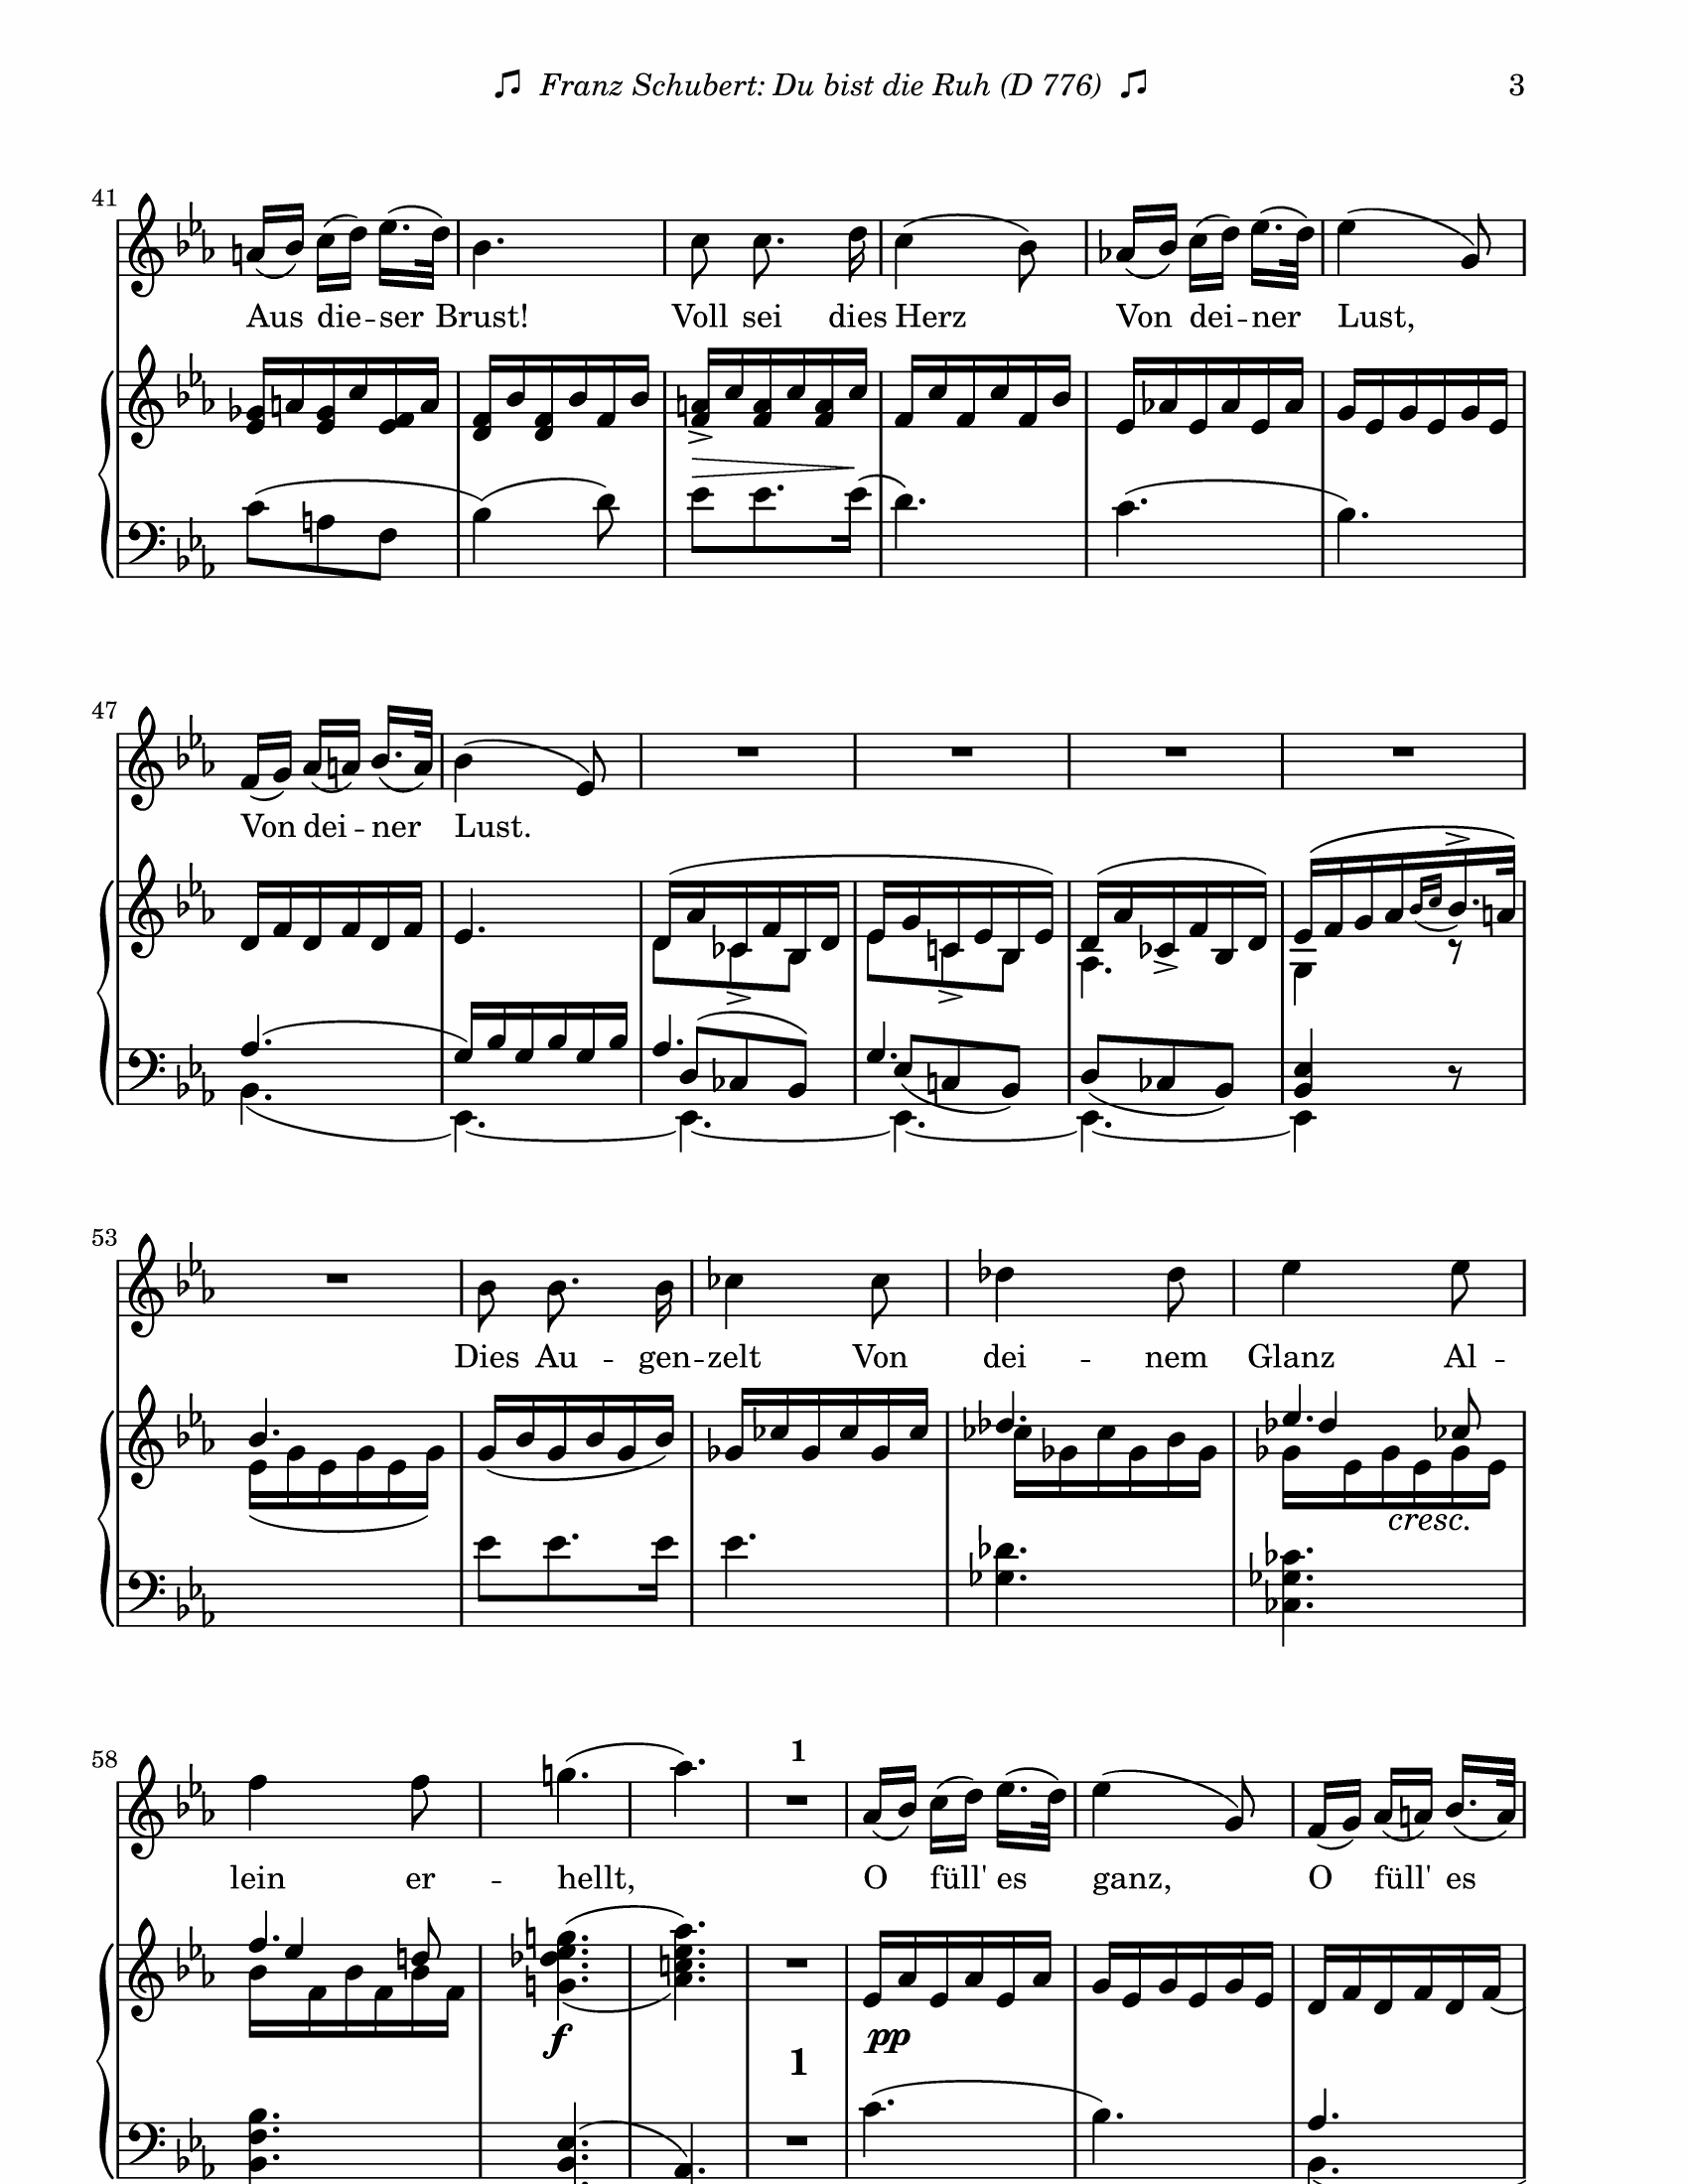 Franz Schubert: Du bist die Ruh (D 776) 3
41
Aus die -- ser Brust! Voll sei dies Herz Von dei -- ner Lust,
47
Von dei -- ner Lust.
53
Dies Au -- gen -- zelt Von dei -- nem Glanz Al --
cresc.
58
1
lein er -- hellt, O füll' es ganz, O füll' es
f pp
1